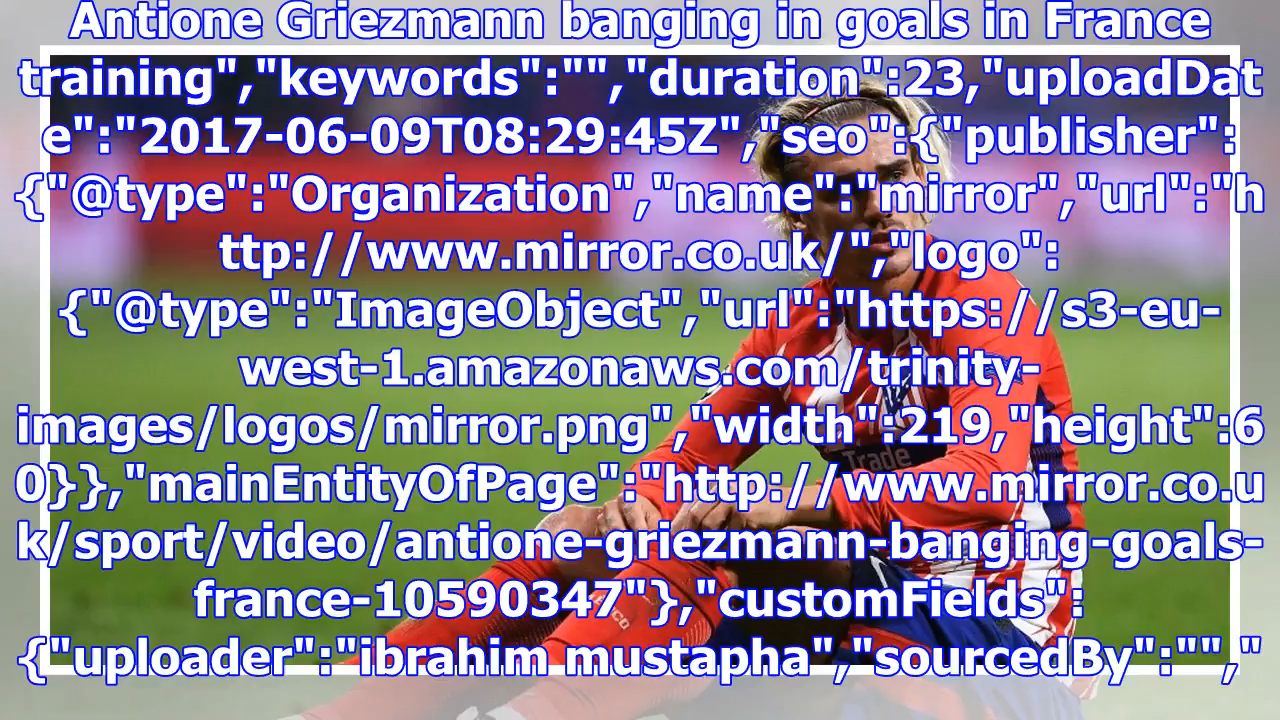 Antione Griezmann banging in goals in France
training","keywords":"","duration":23,"uploadDat
e":"2017-06-09T08:29:45Z","seo":{"publisher":
{"@type":"Organization","name":"mirror","url":"h
ttp://www.mirror.co.uk/","logo":
{"@type":"ImageObject","url":"https://s3-eu-
west-1.amazonaws.com/trinity-
images/logos/mirror.png","width":219,"height":6
0}},"mainEntityOfPage":"http://www.mirror.co.u
k/sport/video/antione-griezmann-banging-goals-
france-10590347"},"customFields":
{"uploader":"ibrahim mustapha","sourcedBy":"","
Trade